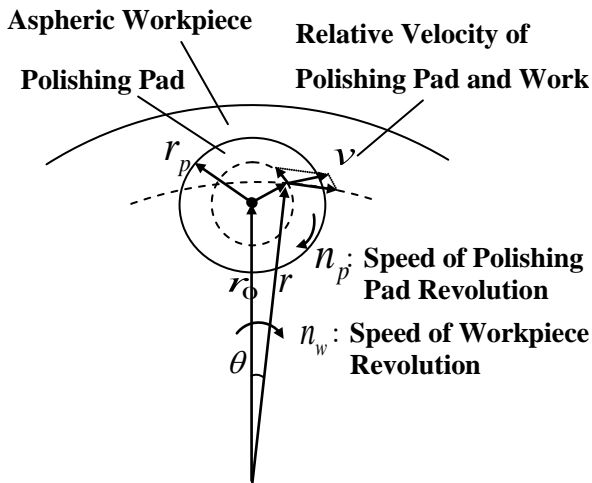 Aspheric Workpiece
Relative Velocity of
Polishing Pad and Work
Polishing Pad
r_p
v
n_p: Speed of Polishing
Pad Revolution
r_o
r
n_w: Speed of Workpiece
Revolution
θ